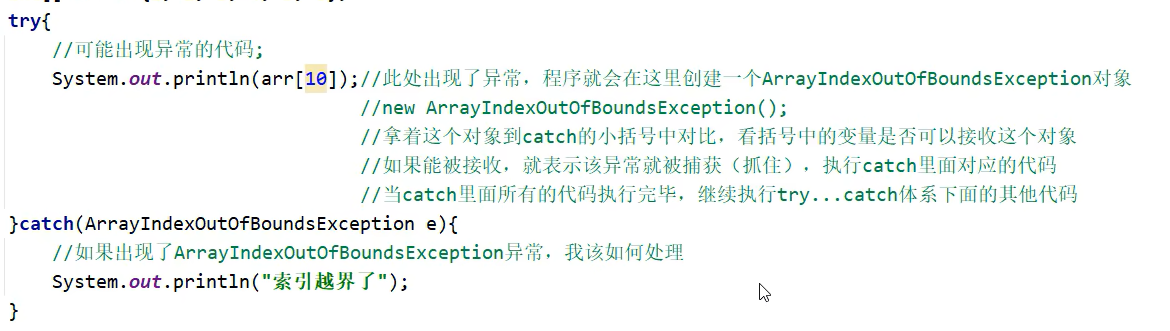 try{
//可能出现异常的代码;
System.out.println(arr[10]);//此处出现了异常，程序就会在这里创建一个ArrayIndexOutOfBoundsException对象
//new ArrayIndexOutOfBoundsException();
//拿着这个对象到catch的小括号中对比，看括号中的变量是否可以接收这个对象
//如果能被接收，就表示该异常就被捕获（抓住），执行catch里面对应的代码
//当catch里面所有的代码执行完毕，继续执行try...catch体系下面的其他代码
}catch(ArrayIndexOutOfBoundsException e){
//如果出现了ArrayIndexOutOfBoundsException异常，我该如何处理
System.out.println("索引越界了");
}